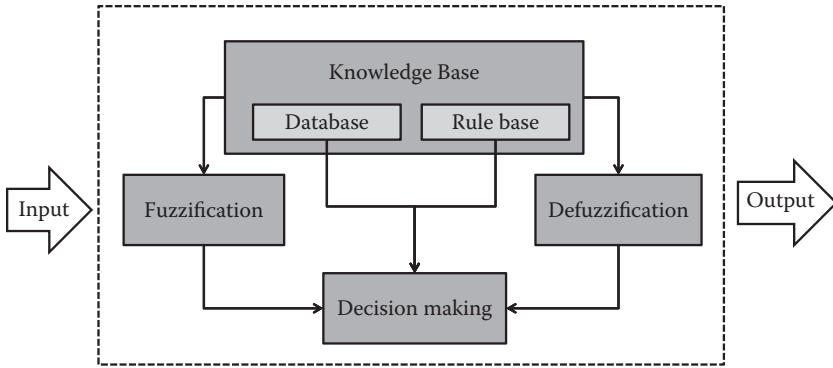 Knowledge Base
Database
Rule base
Input
Fuzzification
Defuzzification
Output
Decision making